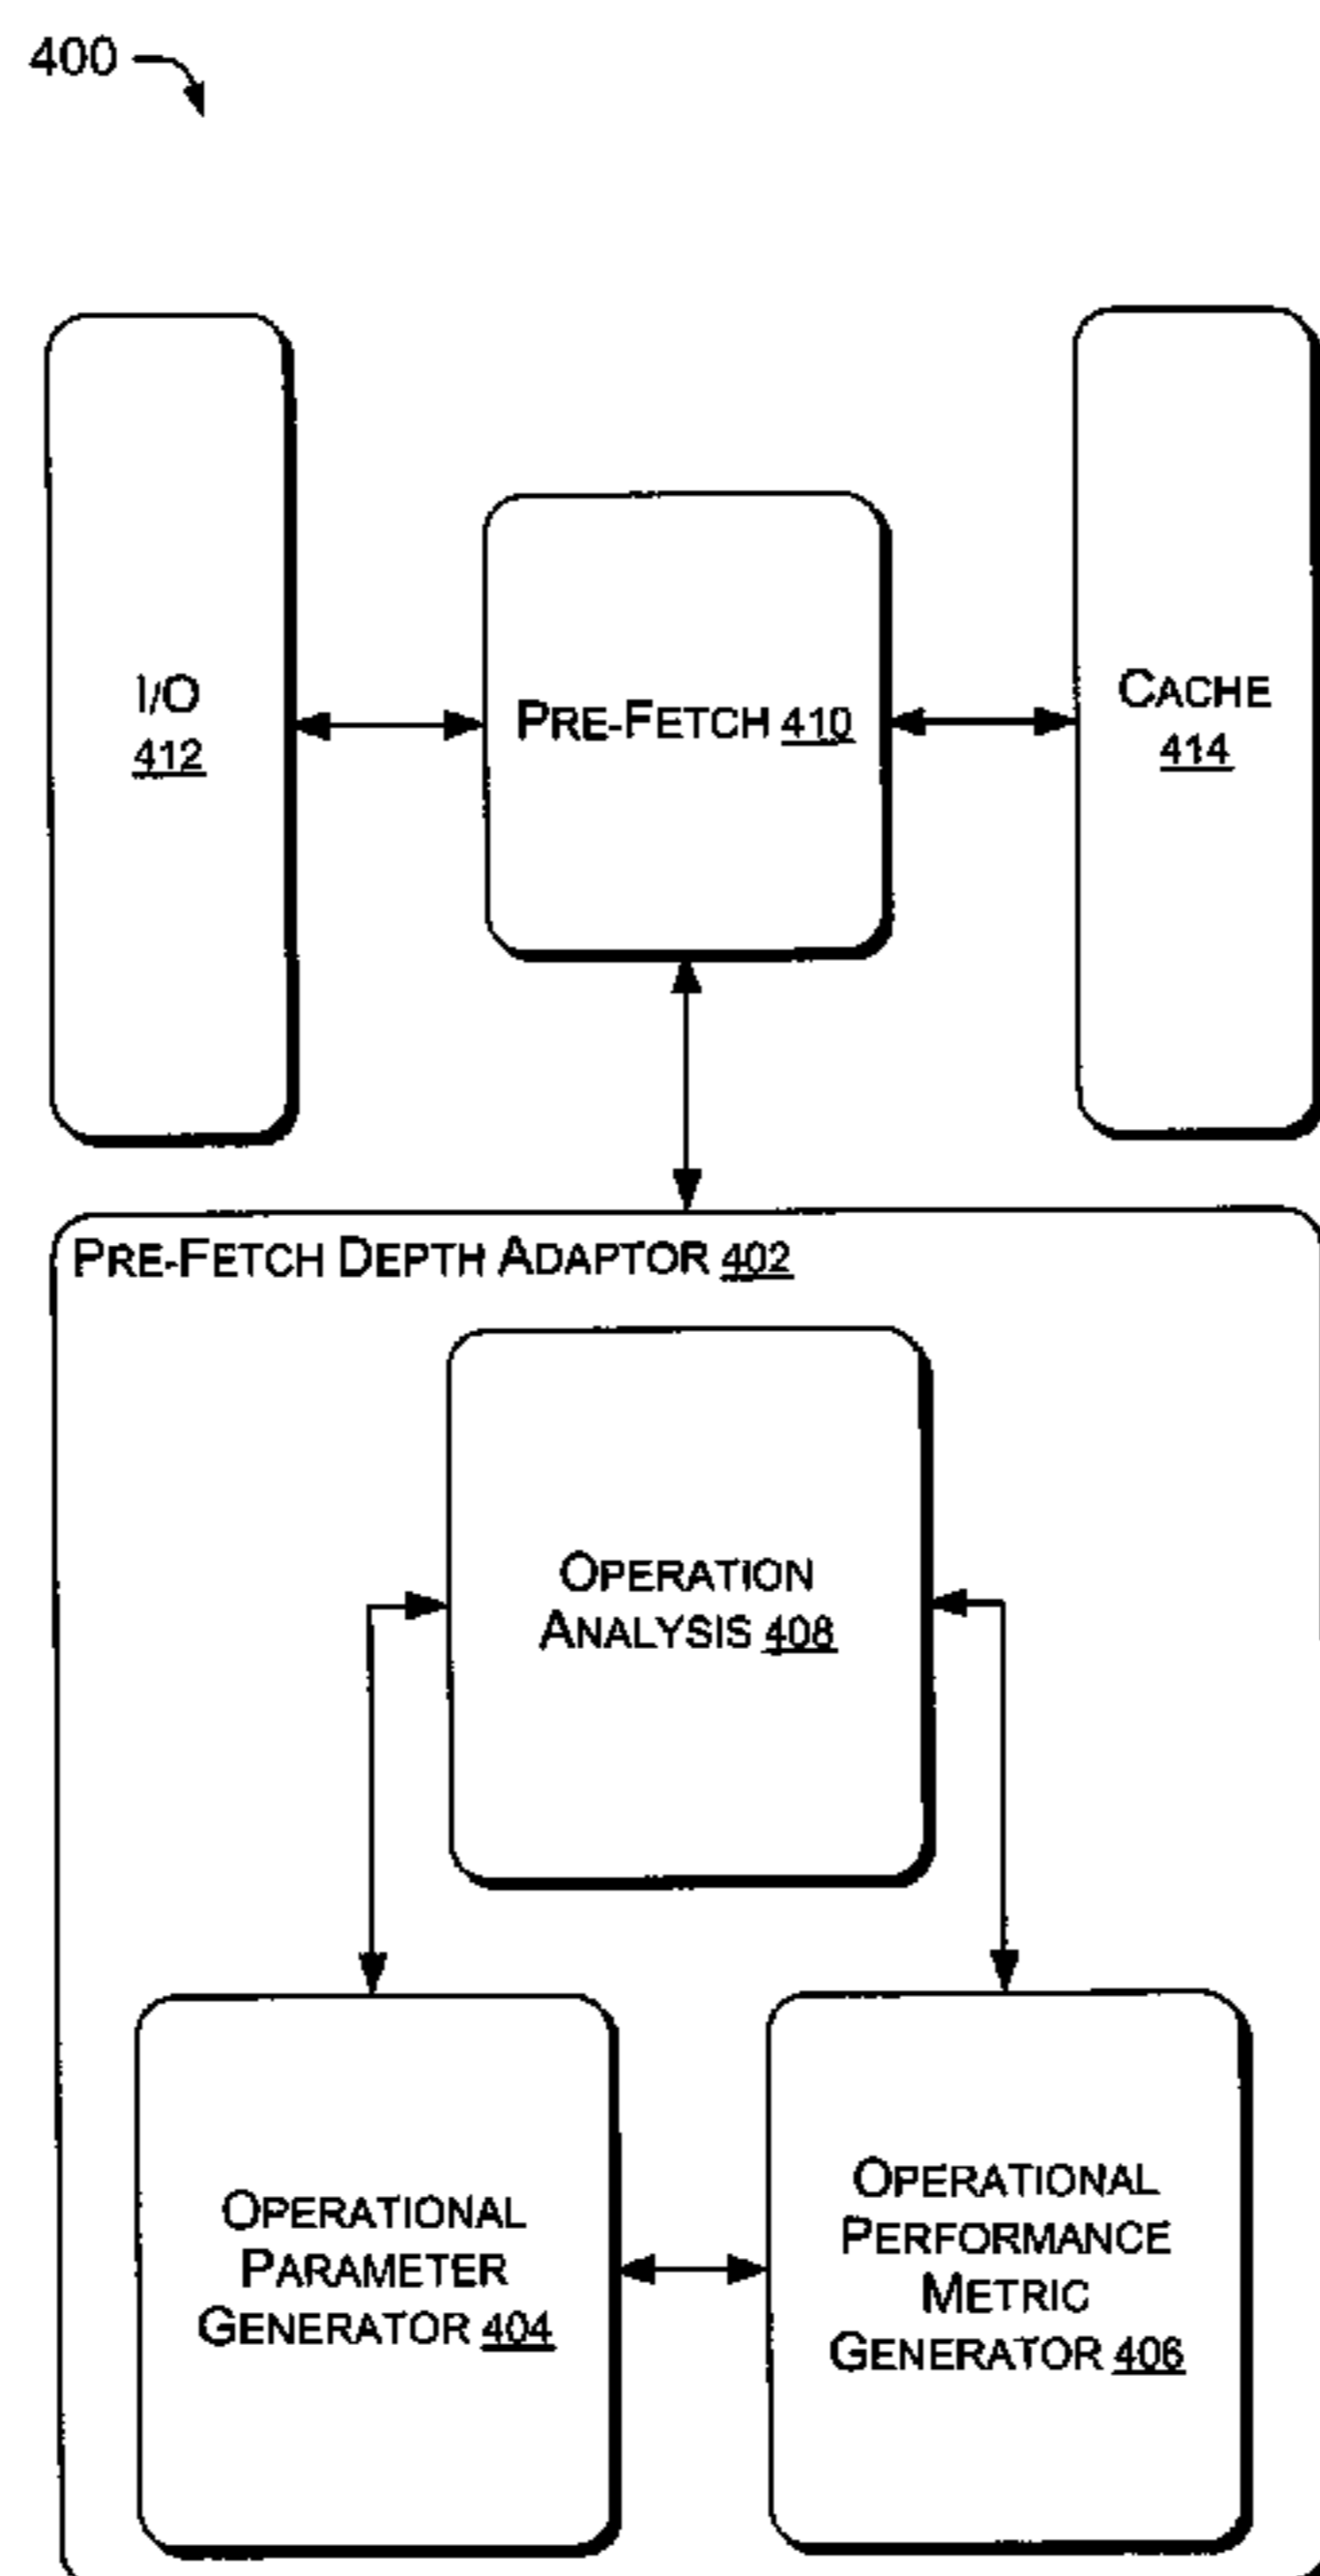 400
I/O
412
PRE-FETCH 410
CACHE
414
PRE-FETCH DEPTH ADAPTOR 402
OPERATION
ANALYSIS 408
OPERATIONAL
PARAMETER
GENERATOR 404
OPERATIONAL
PERFORMANCE
METRIC
GENERATOR 406